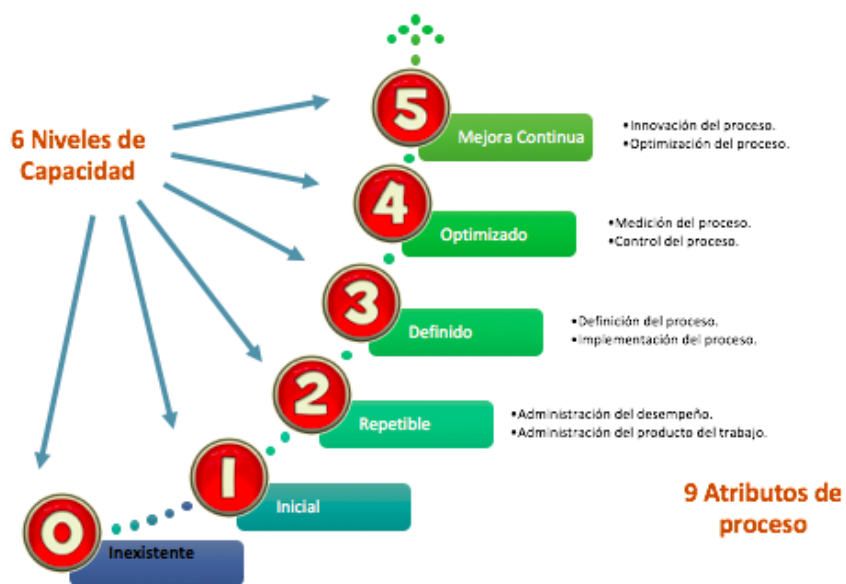 6 Niveles de
Capacidad
5
Mejora Continua
•Innovación del proceso.
•Optimización del proceso.
4
Optimizado
•Medición del proceso.
•Control del proceso.
3
Definido
•Definición del proceso.
•Implementación del proceso.
2
Repetible
•Administración del desempeño.
•Administración del producto del trabajo.
1
Inicial
0
Inexistente
9 Atributos de
proceso